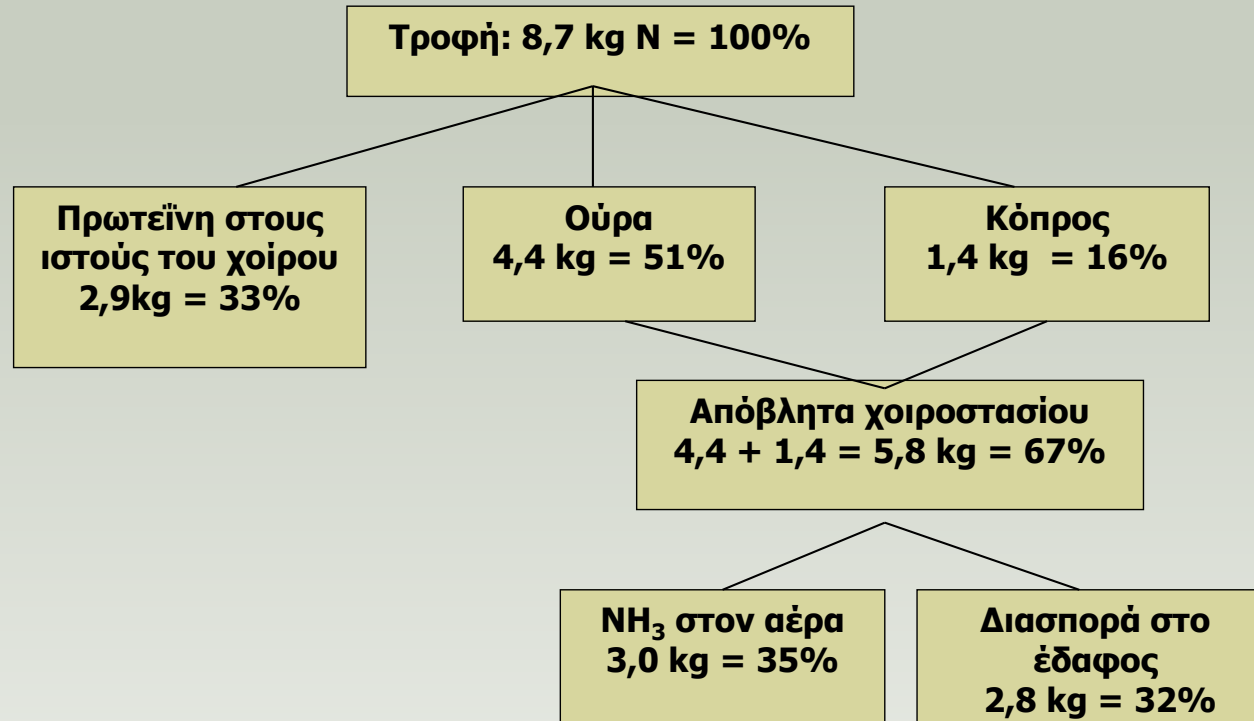 Τροφή: 8,7 kg N = 100%
Πρωτεΐνη στους
ιστούς του χοίρου
2,9kg = 33%
Ούρα
4,4 kg = 51%
Κόπρος
1,4 kg = 16%
Απόβλητα χοιροστασίου
4,4 + 1,4 = 5,8 kg = 67%
NH₃ στον αέρα
3,0 kg = 35%
Διασπορά στο
έδαφος
2,8 kg = 32%